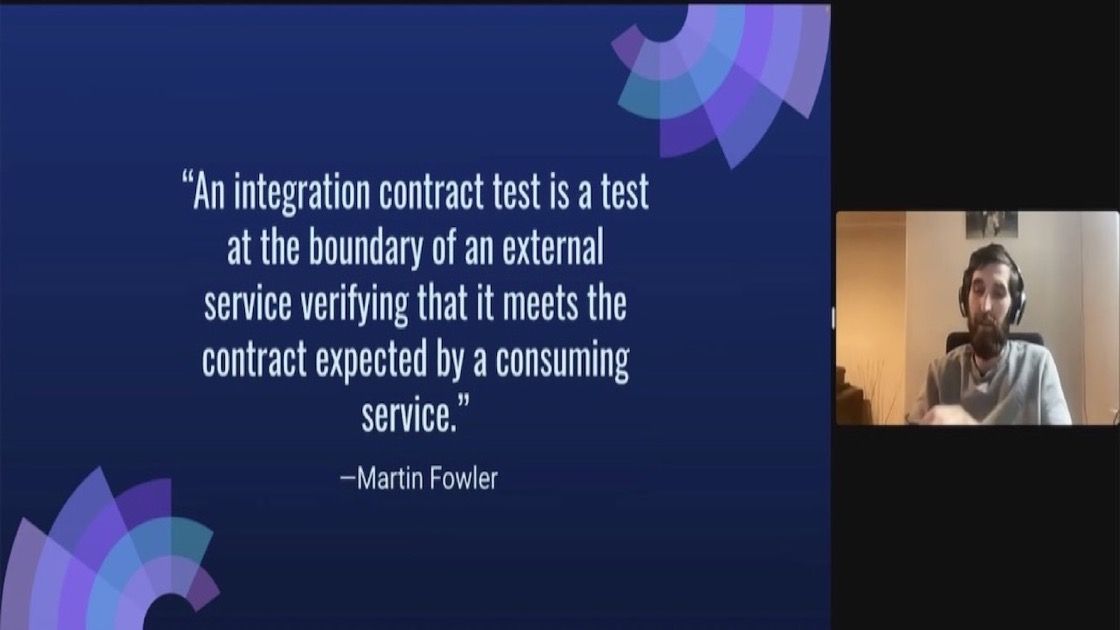 “An integration contract test is a test
at the boundary of an external
service verifying that it meets the
contract expected by a consuming
service.”
—Martin Fowler